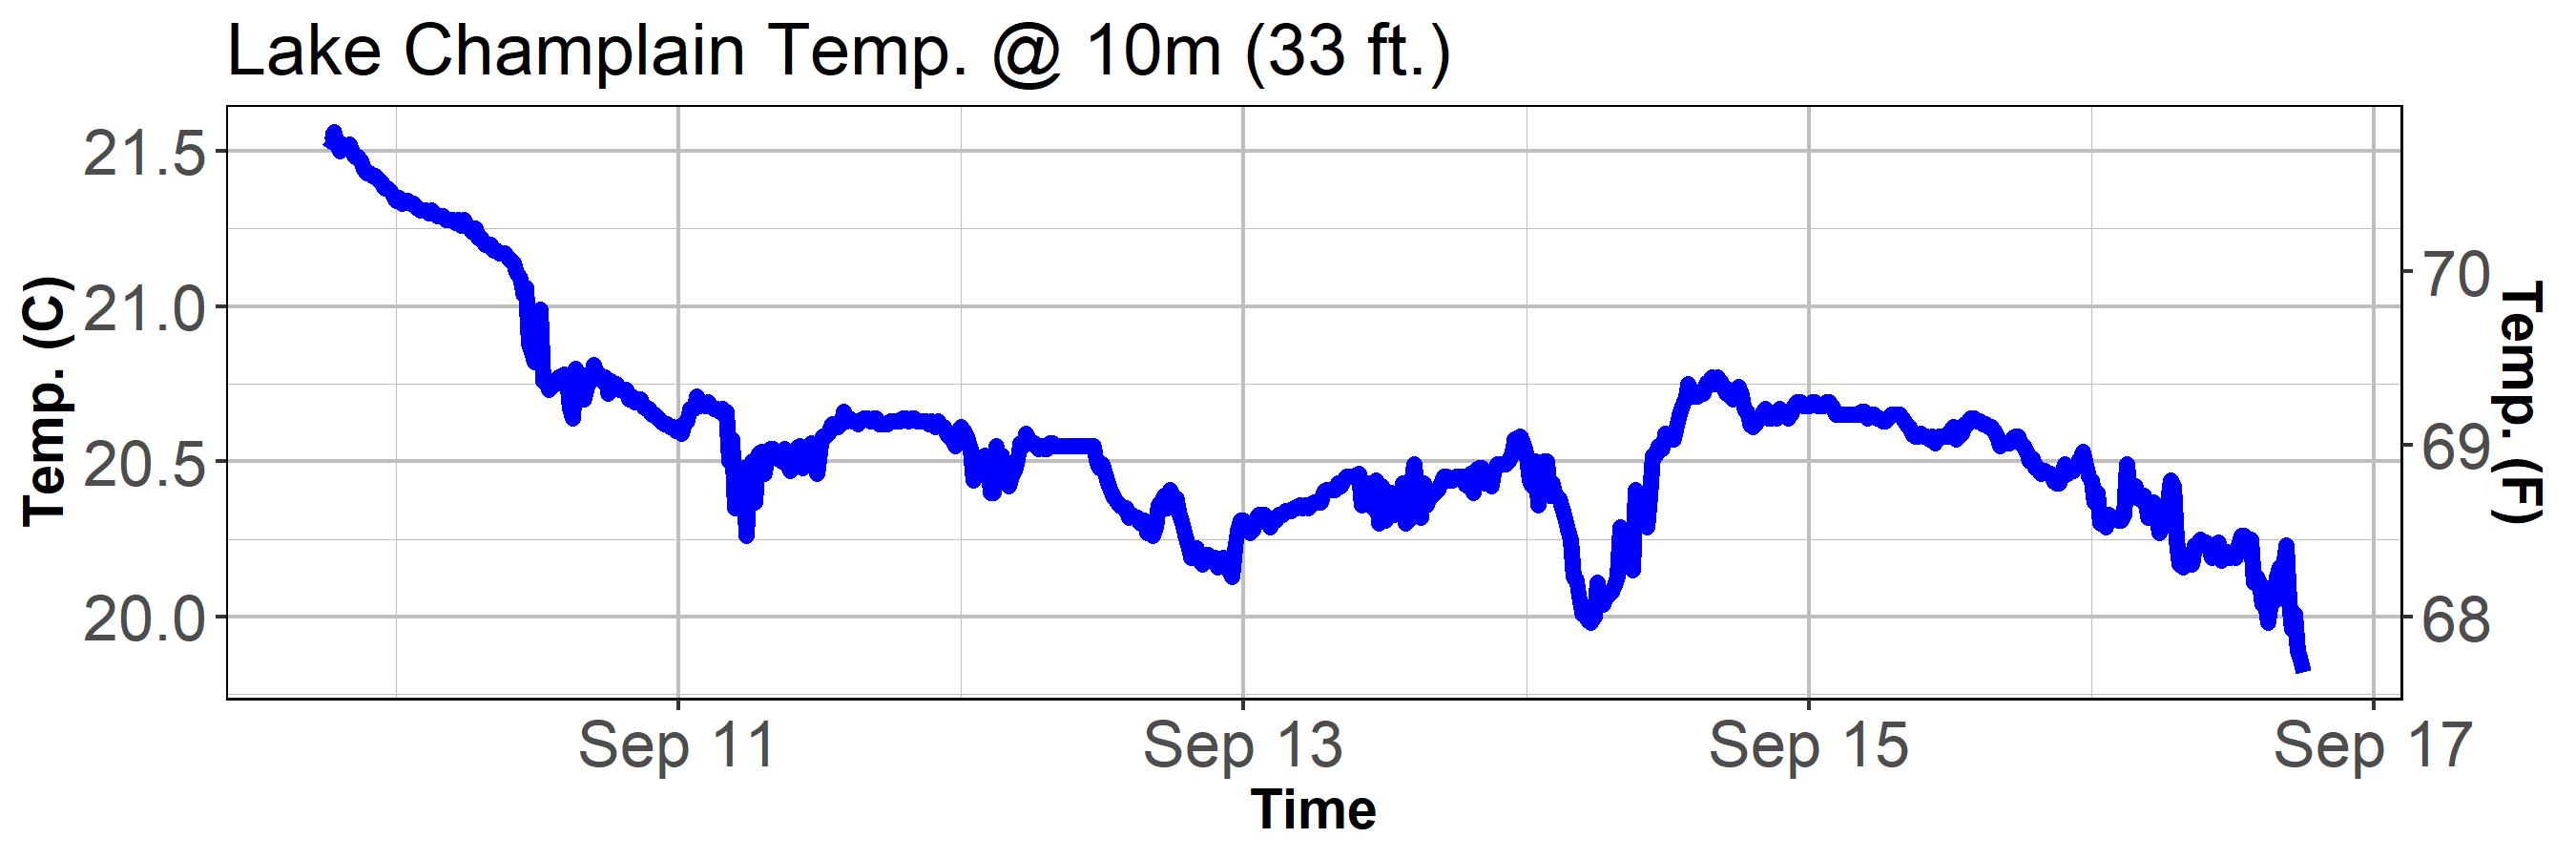 Lake Champlain Temp. @ 10m (33 ft.)
Temp. (C)
21.5
21.0
20.5
20.0
70
69
68
Temp. (F)
Sep 11 Sep 13 Sep 15 Sep 17
Time